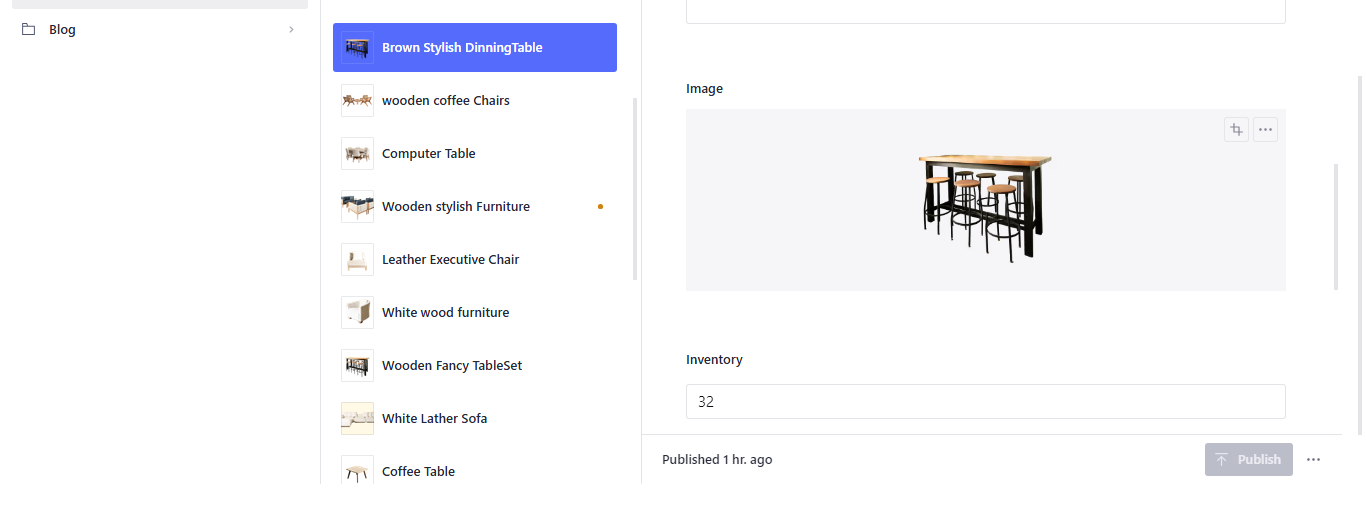 Blog
Brown Stylish DinningTable
wooden coffee Chairs
Computer Table
Wooden stylish Furniture
Leather Executive Chair
White wood furniture
Wooden Fancy TableSet
White Lather Sofa
Coffee Table
Image
Inventory
32
Published 1 hr. ago
Publish